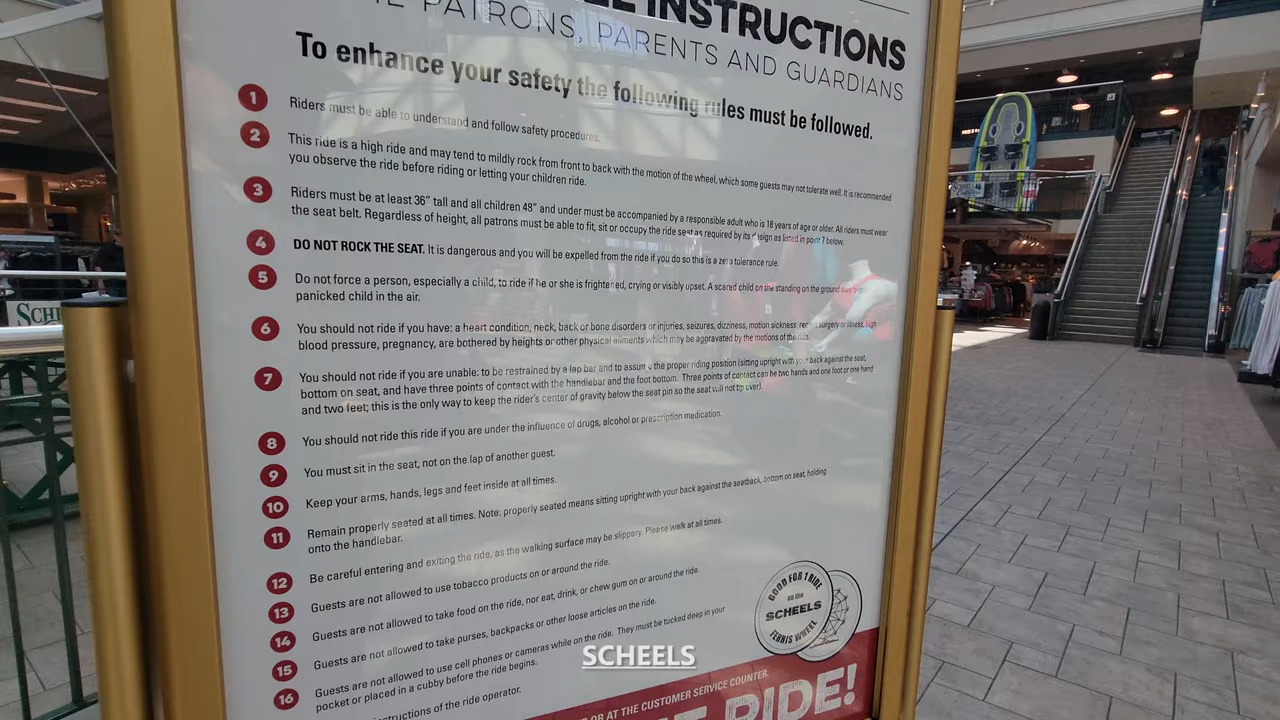 INSTRUCTIONS
PATRONS, PARENTS AND GUARDIANS
To enhance your safety the following rules must be followed.
1 Riders must be able to understand and follow safety procedures.
2 This ride is a high ride and may tend to mildly rock from front to back with the motion of the wheel, which some guests may not tolerate well. It is recommended
you observe the ride before riding or letting your children ride.
3 Riders must be at least 36" tall and all children 48" and under must be accompanied by a responsible adult who is 18 years of age or older. All riders must wear
the seat belt. Regardless of height, all patrons must be able to fit, sit or occupy the ride seat as required by its design as listed in point 7 below.
4 DO NOT ROCK THE SEAT. It is dangerous and you will be expelled from the ride if you do so this is a zero tolerance rule.
5 Do not force a person, especially a child, to ride if he or she is frightened, crying or visibly upset. A scared child on the standing on the ground may be
panicked child in the air.
6 You should not ride if you have: a heart condition, neck, back or bone disorders or injuries, seizures, dizziness, motion sickness, surgery or illness, high
blood pressure, pregnancy, are bothered by heights or other physical ailments which may be aggravated by the motions of the ride.
7 You should not ride if you are unable: to be restrained by a lap bar and to assume the proper riding position (sitting upright with your back against the seat,
bottom on seat, and have three points of contact with the handlebar and the foot bottom. Three points of contact can be two hands and one foot or one hand
and two feet; this is the only way to keep the rider's center of gravity below the seat pin so the seat will not tip over).
8 You should not ride this ride if you are under the influence of drugs, alcohol or prescription medication.
9 You must sit in the seat, not on the lap of another guest.
10 Keep your arms, hands, legs and feet inside at all times.
11 Remain properly seated at all times. Note: properly seated means sitting upright with your back against the seatback, bottom on seat, holding
onto the handlebar.
12 Be careful entering and exiting the ride, as the walking surface may be slippery. Please walk at all times.
13 Guests are not allowed to use tobacco products on or around the ride.
14 Guests are not allowed to take food on the ride, nor eat, drink, or chew gum on or around the ride.
15 Guests are not allowed to take purses, backpacks or other loose articles on the ride.
16 Guests are not allowed to use cell phones or cameras while on the ride. They must be tucked deep in your
pocket or placed in a cubby before the ride begins.
instructions of the ride operator.
GOOD FOR 1 RIDE
on the
SCHEELS
FERRIS WHEEL
SCHEELS
OR AT THE CUSTOMER SERVICE COUNTER
RIDE!